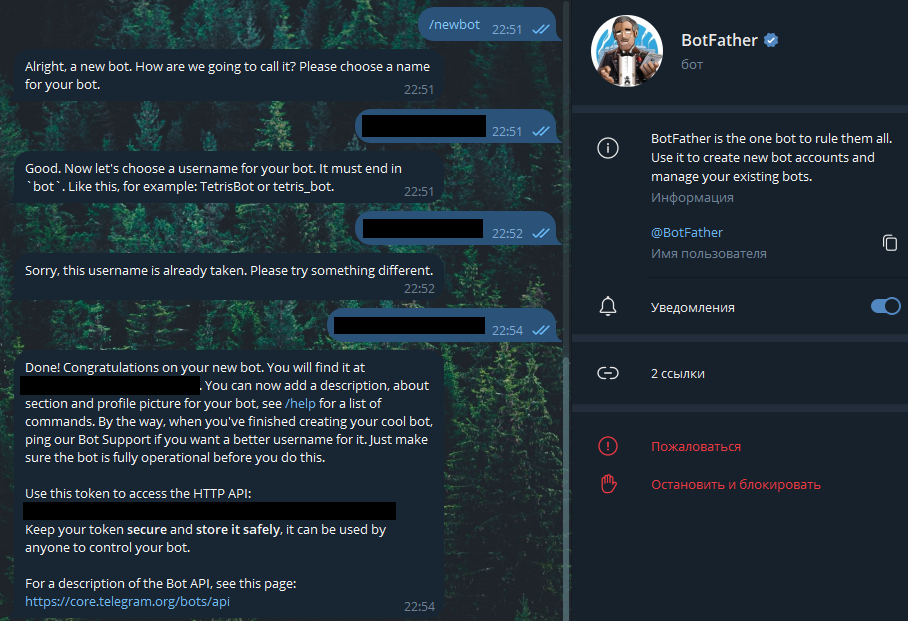 /newbot 22:51
Alright, a new bot. How are we going to call it? Please choose a name
for your bot.
22:51
22:51
Good. Now let's choose a username for your bot. It must end in
`bot`. Like this, for example: TetrisBot or tetris_bot.
22:51
22:52
Sorry, this username is already taken. Please try something different.
22:52
22:54
Done! Congratulations on your new bot. You will find it at
. You can now add a description, about
section and profile picture for your bot, see /help for a list of
commands. By the way, when you've finished creating your cool bot,
ping our Bot Support if you want a better username for it. Just make
sure the bot is fully operational before you do this.
Use this token to access the HTTP API:
Keep your token secure and store it safely, it can be used by
anyone to control your bot.
For a description of the Bot API, see this page:
https://core.telegram.org/bots/api
22:54
BotFather
бот
BotFather is the one bot to rule them all.
Use it to create new bot accounts and
manage your existing bots.
Информация
@BotFather
Имя пользователя
Уведомления
2 ссылки
Пожаловаться
Остановить и блокировать